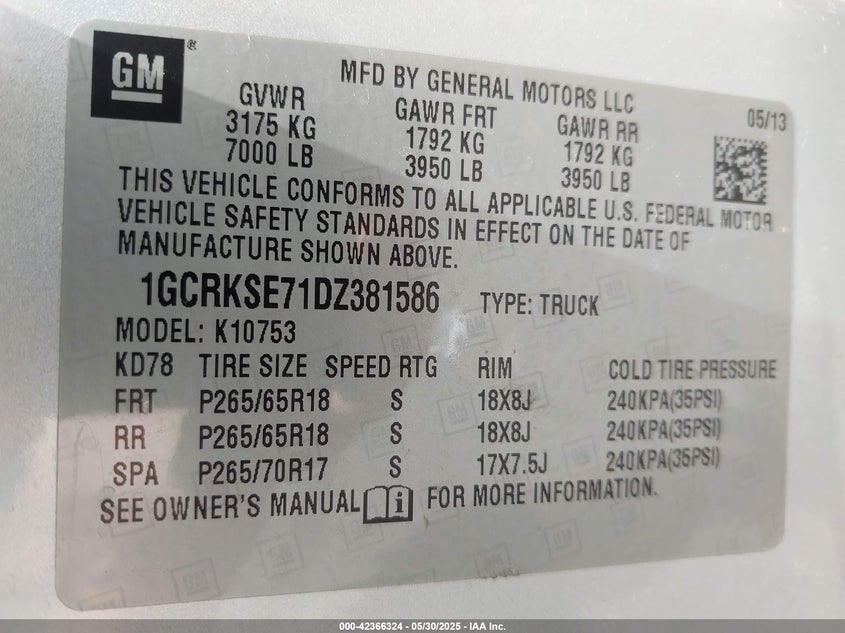 GM®
MFD BY GENERAL MOTORS LLC
05/13
GVWR GAWR FRT GAWR RR
3175 KG 1792 KG 1792 KG
7000 LB 3950 LB 3950 LB
THIS VEHICLE CONFORMS TO ALL APPLICABLE U.S. FEDERAL MOTOR
VEHICLE SAFETY STANDARDS IN EFFECT ON THE DATE OF
MANUFACTURE SHOWN ABOVE.
1GCRKSE71DZ381586 TYPE: TRUCK
MODEL: K10753
KD78 TIRE SIZE SPEED RTG RIM COLD TIRE PRESSURE
FRT P265/65R18 S 18X8J 240KPA(35PSI)
RR P265/65R18 S 18X8J 240KPA(35PSI)
SPA P265/70R17 S 17X7.5J 240KPA(35PSI)
SEE OWNER'S MANUAL i FOR MORE INFORMATION.
000-42366324 - 05/30/2025 - IAA Inc.